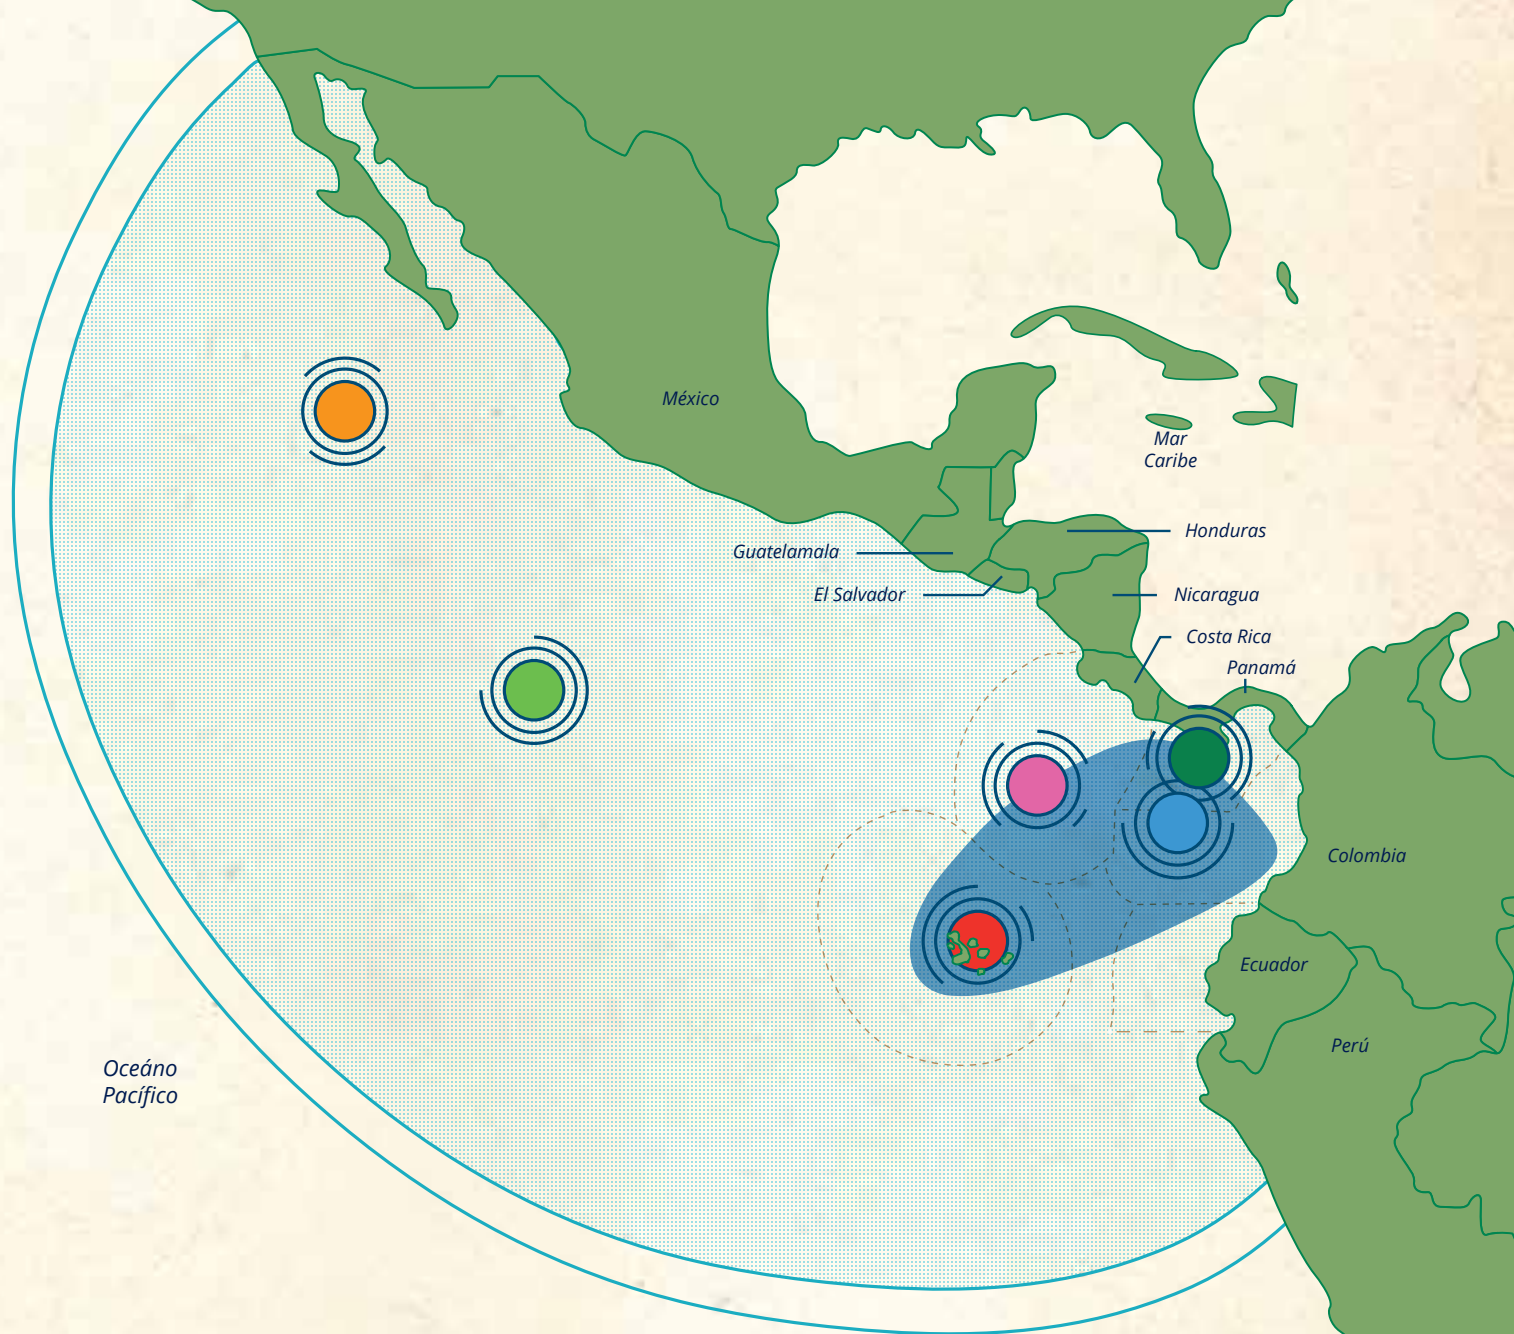 México
Mar
Caribe
Honduras
Guatelamala
El Salvador
Nicaragua
Costa Rica
Panamá
Colombia
Ecuador
Perú
Oceáno
Pacífico